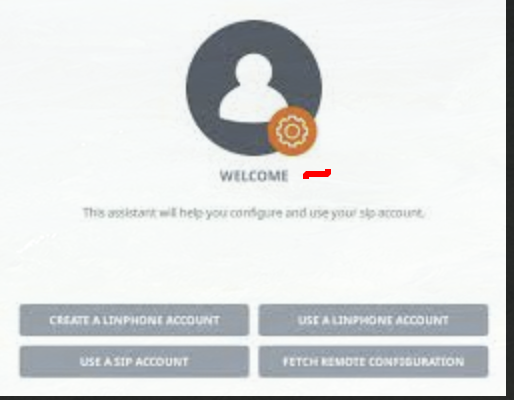 WELCOME
This assistant will help you configure and use your sip account.
CREATE A LINPHONE ACCOUNT
USE A LINPHONE ACCOUNT
USE A SIP ACCOUNT
FETCH REMOTE CONFIGURATION